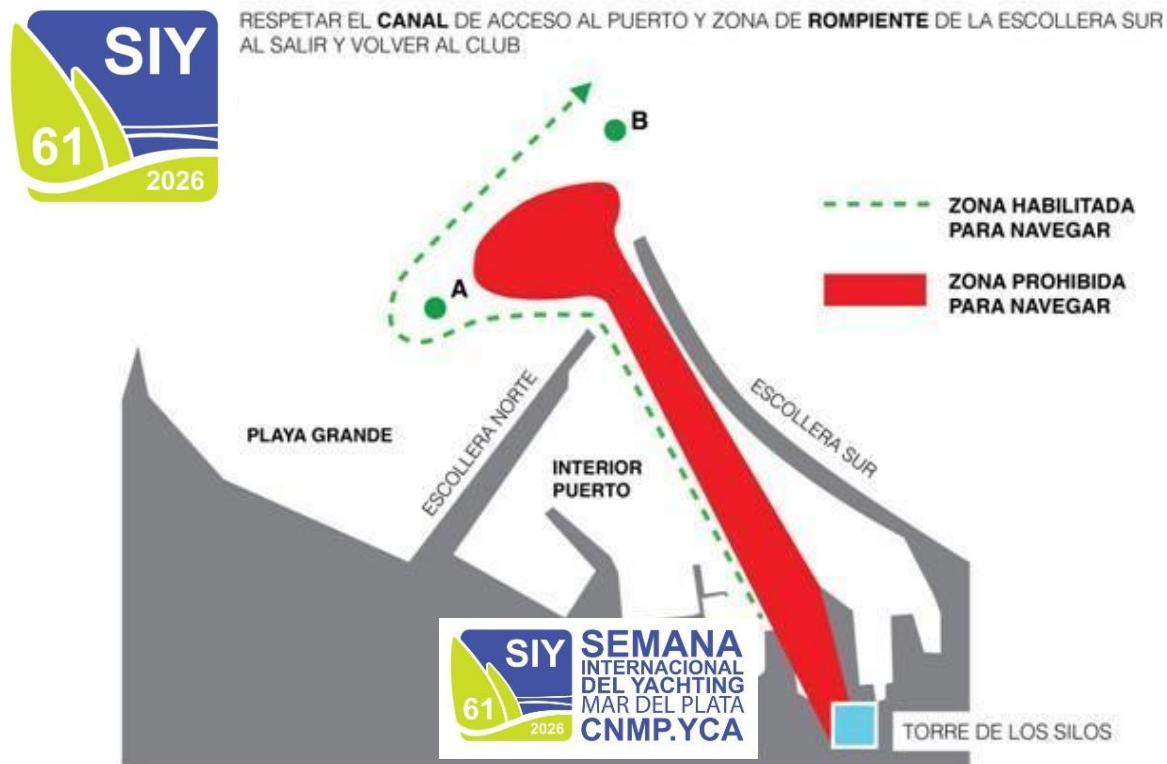 RESPETAR EL CANAL DE ACCESO AL PUERTO Y ZONA DE ROMPIENTE DE LA ESCOLLERA SUR
AL SALIR Y VOLVER AL CLUB
SIY
61
2026
B
A
ZONA HABILITADA
PARA NAVEGAR
ZONA PROHIBIDA
PARA NAVEGAR
PLAYA GRANDE
ESCOLLERA NORTE
INTERIOR
PUERTO
ESCOLLERA SUR
SIY
61
2026
SEMANA
INTERNACIONAL
DEL YACHTING
MAR DEL PLATA
CNMP.YCA
TORRE DE LOS SILOS